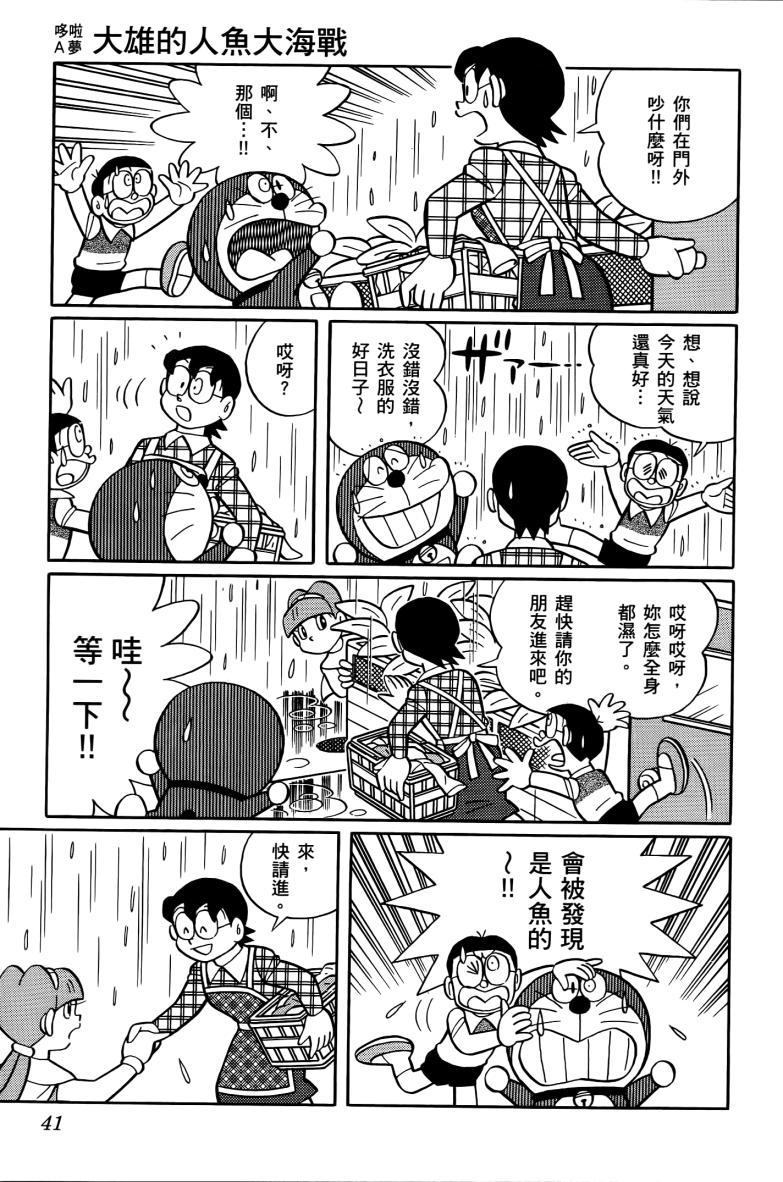 哆啦
A夢
大雄的人魚大海戰
你們在門外
吵什麼呀!!
啊、不、
那個…!!
想、想說
今天的天氣
還真好…
ザァーーー
沒錯沒錯,
洗衣服的
好日子～
哎呀?
哎呀哎呀,
妳怎麼全身
都濕了。
趕快請你的
朋友進來吧。
哇～
等一下!!
會被發現
是人魚的
～!!
來,
快請進。
41